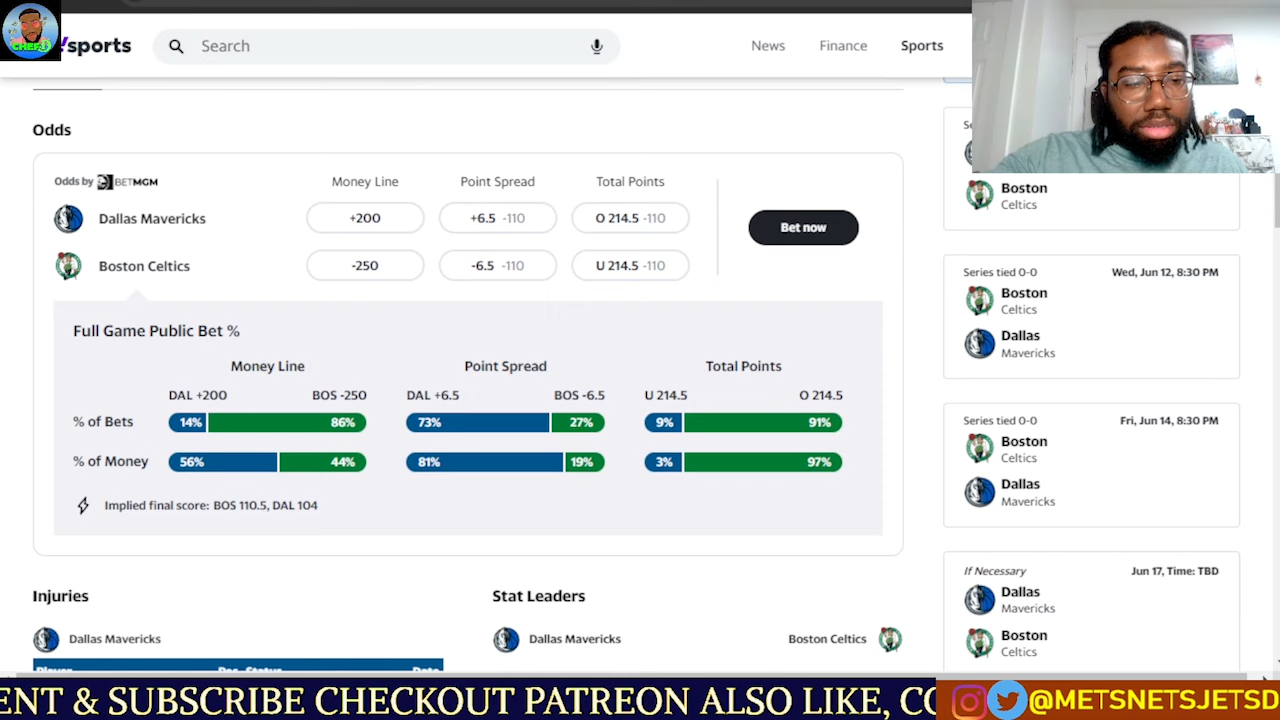 CHEF
!sports
Search
News
Finance
Sports
Odds
Odds by BETMGM
Money Line
Point Spread
Total Points
Dallas Mavericks
+200
+6.5 -110
O 214.5 -110
Bet now
Boston Celtics
-250
-6.5 -110
U 214.5 -110
Full Game Public Bet %
Money Line
Point Spread
Total Points
DAL +200
BOS -250
DAL +6.5
BOS -6.5
U 214.5
O 214.5
% of Bets
14%
86%
73%
27%
9%
91%
% of Money
56%
44%
81%
19%
3%
97%
Implied final score: BOS 110.5, DAL 104
Injuries
Dallas Mavericks
Stat Leaders
Dallas Mavericks
Boston Celtics
Boston
Celtics
Series tied 0-0
Wed, Jun 12, 8:30 PM
Boston
Celtics
Dallas
Mavericks
Series tied 0-0
Fri, Jun 14, 8:30 PM
Boston
Celtics
Dallas
Mavericks
If Necessary
Jun 17, Time: TBD
Dallas
Mavericks
Boston
Celtics
ENT & SUBSCRIBE CHECKOUT PATREON ALSO LIKE, CO
@METSNETSJETSD